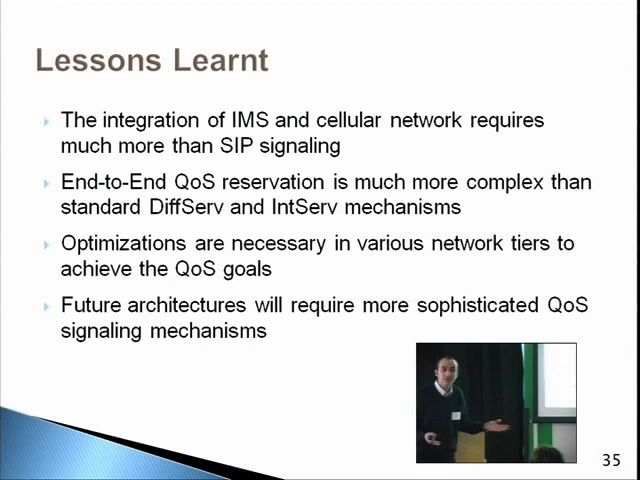 Lessons Learnt
The integration of IMS and cellular network requires
much more than SIP signaling
End-to-End QoS reservation is much more complex than
standard DiffServ and IntServ mechanisms
Optimizations are necessary in various network tiers to
achieve the QoS goals
Future architectures will require more sophisticated QoS
signaling mechanisms
35